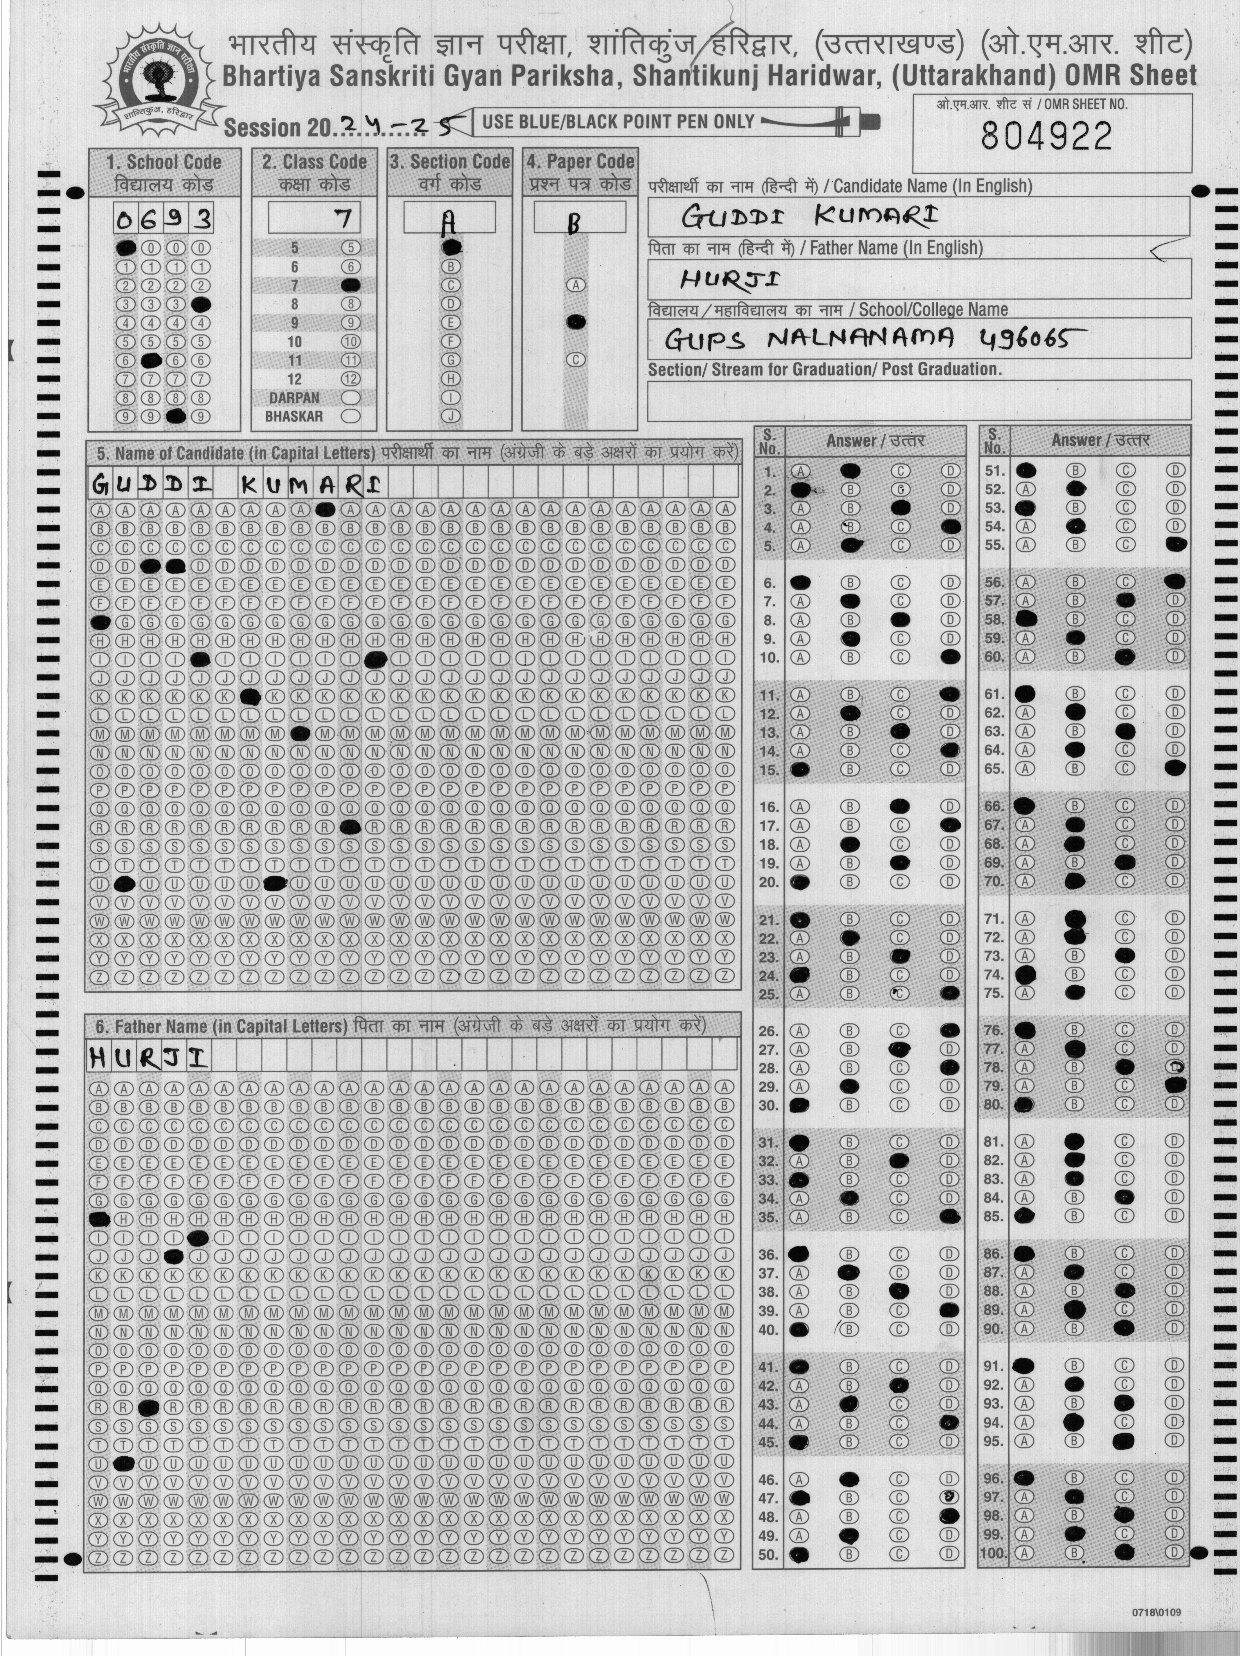 भारतीय संस्कृति ज्ञान परीक्षा, शांतिकुंज हरिद्वार, (उत्तराखण्ड) (ओ.एम.आर. शीट)
Bhartiya Sanskriti Gyan Pariksha, Shantikunj Haridwar, (Uttarakhand) OMR Sheet
Session 20..24-25 USE BLUE/BLACK POINT PEN ONLY
ओ.एम.आर. शीट सं / OMR SHEET NO.
804922
1. School Code
विद्यालय कोड
0693
2. Class Code
कक्षा कोड
7
5
6
7
8
9
10
11
12
DARPAN
BHASKAR
3. Section Code
वर्ग कोड
A
4. Paper Code
प्रश्न पत्र कोड
B
परीक्षार्थी का नाम (हिन्दी में) / Candidate Name (In English)
GUDDI KUMARI
पिता का नाम (हिन्दी में) / Father Name (In English)
HURJI
विद्यालय/महाविद्यालय का नाम / School/College Name
GUPS NALNANAMA 496065
Section/ Stream for Graduation/ Post Graduation.
5. Name of Candidate (in Capital Letters) परीक्षार्थी का नाम (अंग्रेजी के बड़े अक्षरों का प्रयोग करें)
GUDDI KUMARI
6. Father Name (in Capital Letters) पिता का नाम (अंग्रेजी के बड़े अक्षरों का प्रयोग करें)
HURJI
S. No. Answer / उत्तर
S. No. Answer / उत्तर
0718\0109